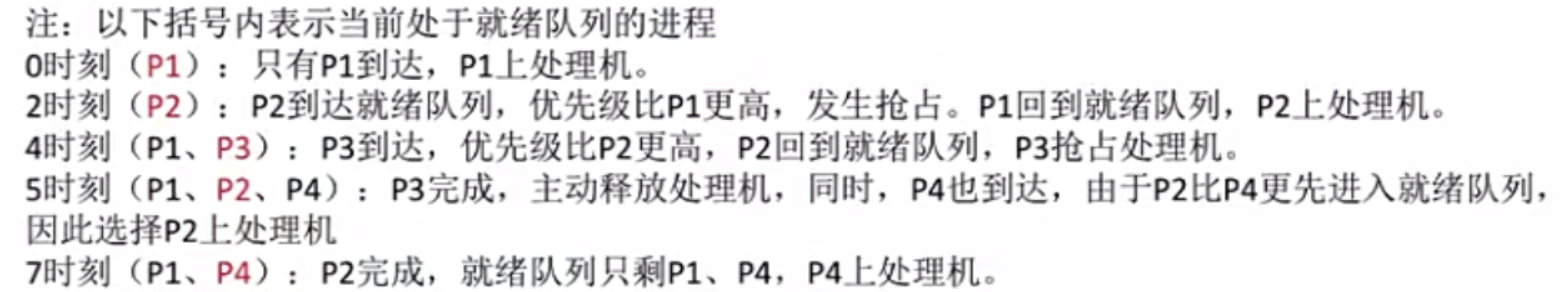 注：以下括号内表示当前处于就绪队列的进程
0时刻（P1）：只有P1到达，P1上处理机。
2时刻（P2）：P2到达就绪队列，优先级比P1更高，发生抢占。P1回到就绪队列，P2上处理机。
4时刻（P1、P3）：P3到达，优先级比P2更高，P2回到就绪队列，P3抢占处理机。
5时刻（P1、P2、P4）：P3完成，主动释放处理机，同时，P4也到达，由于P2比P4更先进入就绪队列，
因此选择P2上处理机
7时刻（P1、P4）：P2完成，就绪队列只剩P1、P4，P4上处理机。